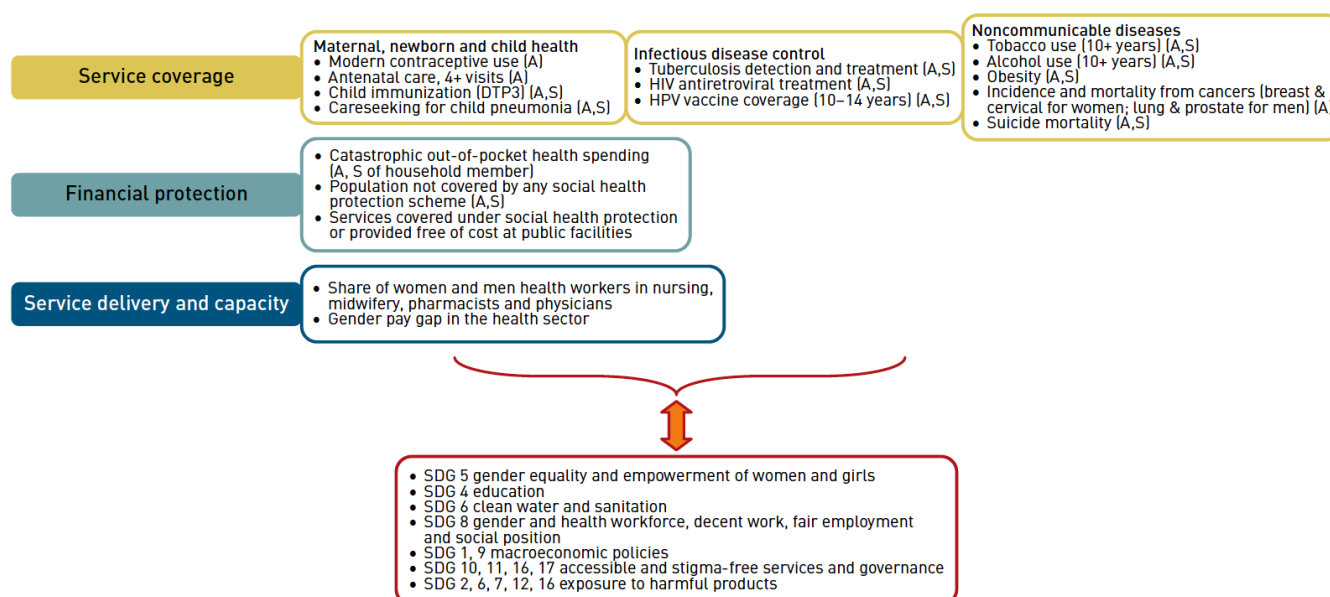 Service coverage
Maternal, newborn and child health
• Modern contraceptive use (A)
• Antenatal care, 4+ visits (A)
• Child immunization (DTP3) (A,S)
• Careseeking for child pneumonia (A,S)
Infectious disease control
• Tuberculosis detection and treatment (A,S)
• HIV antiretroviral treatment (A,S)
• HPV vaccine coverage (10–14 years) (A,S)
Noncommunicable diseases
• Tobacco use (10+ years) (A,S)
• Alcohol use (10+ years) (A,S)
• Obesity (A,S)
• Incidence and mortality from cancers (breast &
cervical for women; lung & prostate for men) (A
• Suicide mortality (A,S)
Financial protection
• Catastrophic out-of-pocket health spending
(A, S of household member)
• Population not covered by any social health
protection scheme (A,S)
• Services covered under social health protection
or provided free of cost at public facilities
Service delivery and capacity
• Share of women and men health workers in nursing,
midwifery, pharmacists and physicians
• Gender pay gap in the health sector
• SDG 5 gender equality and empowerment of women and girls
• SDG 4 education
• SDG 6 clean water and sanitation
• SDG 8 gender and health workforce, decent work, fair employment
and social position
• SDG 1, 9 macroeconomic policies
• SDG 10, 11, 16, 17 accessible and stigma-free services and governance
• SDG 2, 6, 7, 12, 16 exposure to harmful products